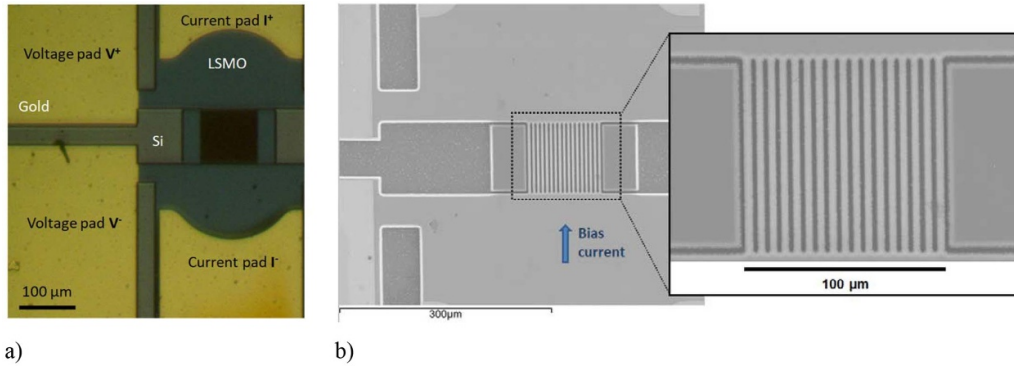 Current pad I⁺
Voltage pad V⁺
LSMO
Gold
Si
Voltage pad V⁻
Current pad I⁻
100 µm
a)
b)
Bias
current
300µm
100 µm